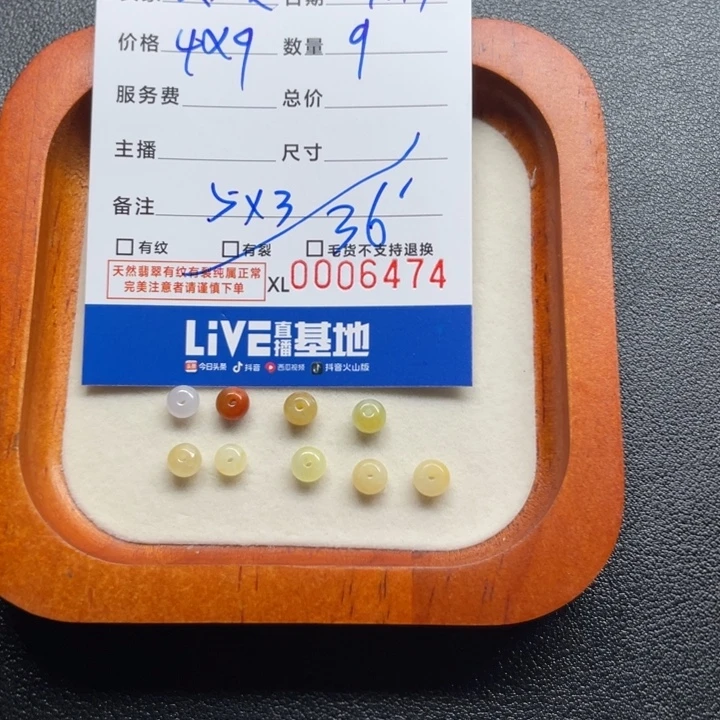 价格 4X9 数量 9
服务费 总价
主播 尺寸
备注 5X3 36
有纹 有裂 毛货不支持退换
天然翡翠有纹有裂纯属正常
完美注意者请谨慎下单
XL0006474
LiVE直播基地
今日头条 抖音 西瓜视频 抖音火山版